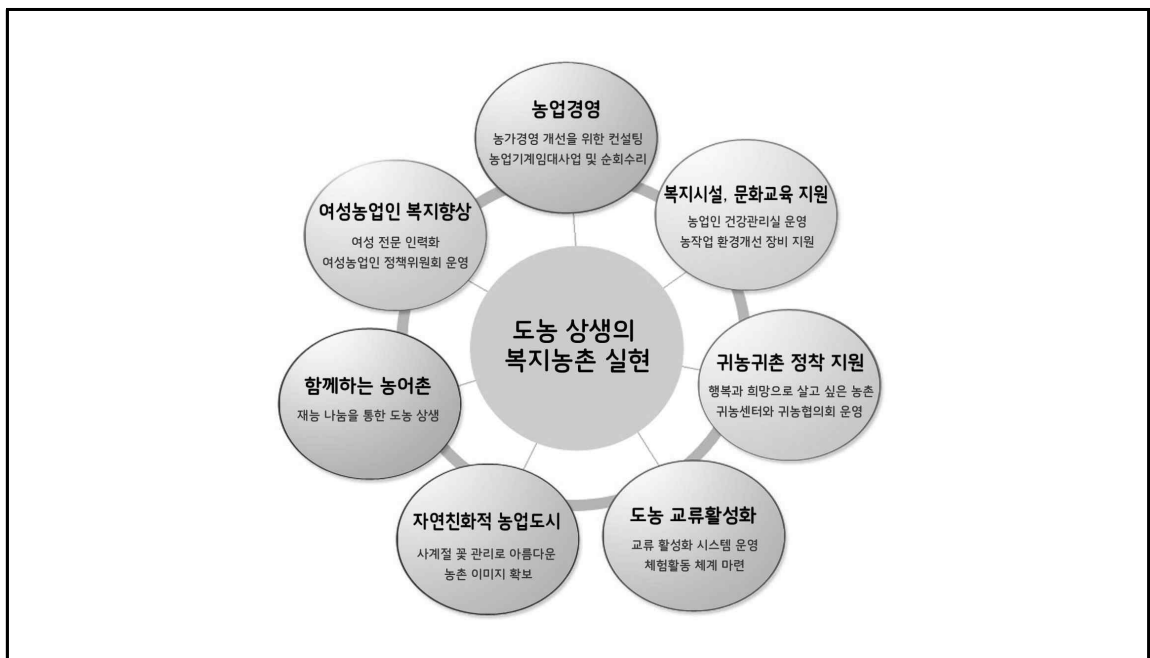 농업경영
농가경영 개선을 위한 컨설팅
농업기계임대사업 및 순회수리
복지시설, 문화교육 지원
농업인 건강관리실 운영
농작업 환경개선 장비 지원
귀농귀촌 정착 지원
행복과 희망으로 살고 싶은 농촌
귀농센터와 귀농협의회 운영
도농 교류활성화
교류 활성화 시스템 운영
체험활동 체계 마련
자연친화적 농업도시
사계절 꽃 관리로 아름다운
농촌 이미지 확보
함께하는 농어촌
재능 나눔을 통한 도농 상생
여성농업인 복지향상
여성 전문 인력화
여성농업인 정책위원회 운영
도농 상생의
복지농촌 실현